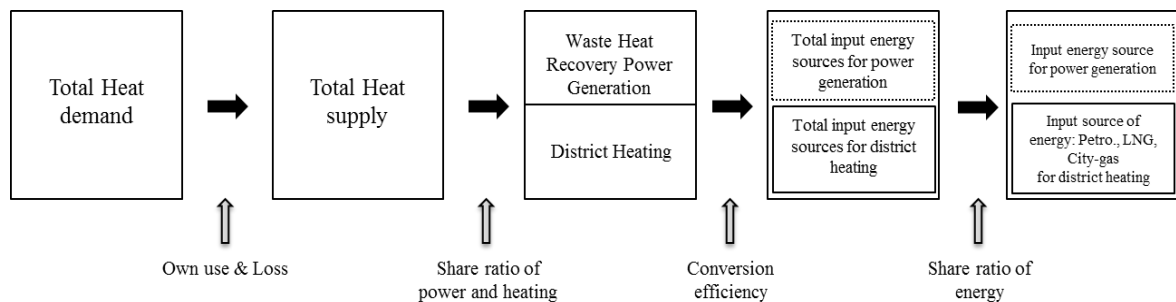 Total Heat
demand
Total Heat
supply
Waste Heat
Recovery Power
Generation
District Heating
Total input energy
sources for power
generation
Total input energy
sources for district
heating
Input energy source
for power generation
Input source of
energy: Petro., LNG,
City-gas
for district heating
Own use & Loss
Share ratio of
power and heating
Conversion
efficiency
Share ratio of
energy